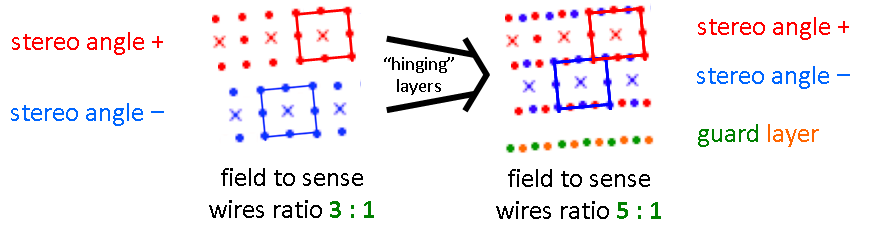 stereo angle +
stereo angle –
field to sense
wires ratio 3 : 1
“hinging”
layers
field to sense
wires ratio 5 : 1
stereo angle +
stereo angle –
guard layer